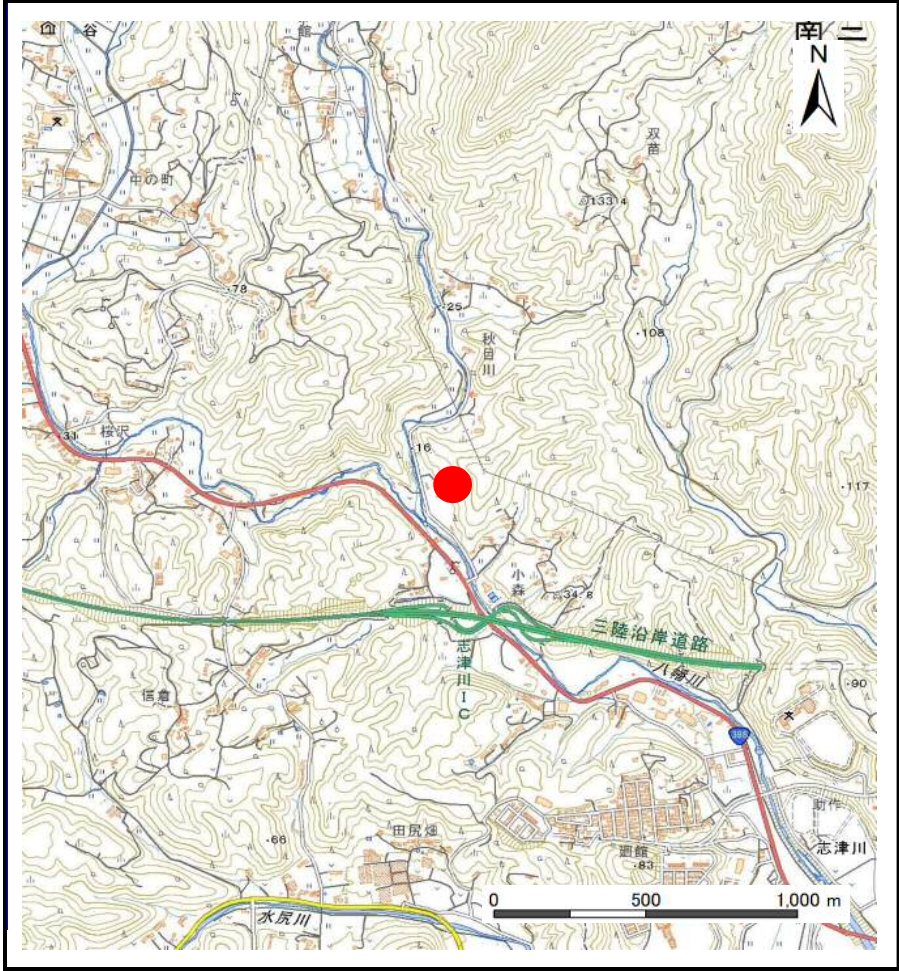 谷
館
南三
N
双苗
133.4
中の町
78
25
108
秋目川
31
桜沢
16
117
小森
34.8
三陸沿岸道路
八幡川
志津川IC
信倉
90
398
助作
66
田尻畑
廻館
83
志津川
0 500 1,000 m
水尻川